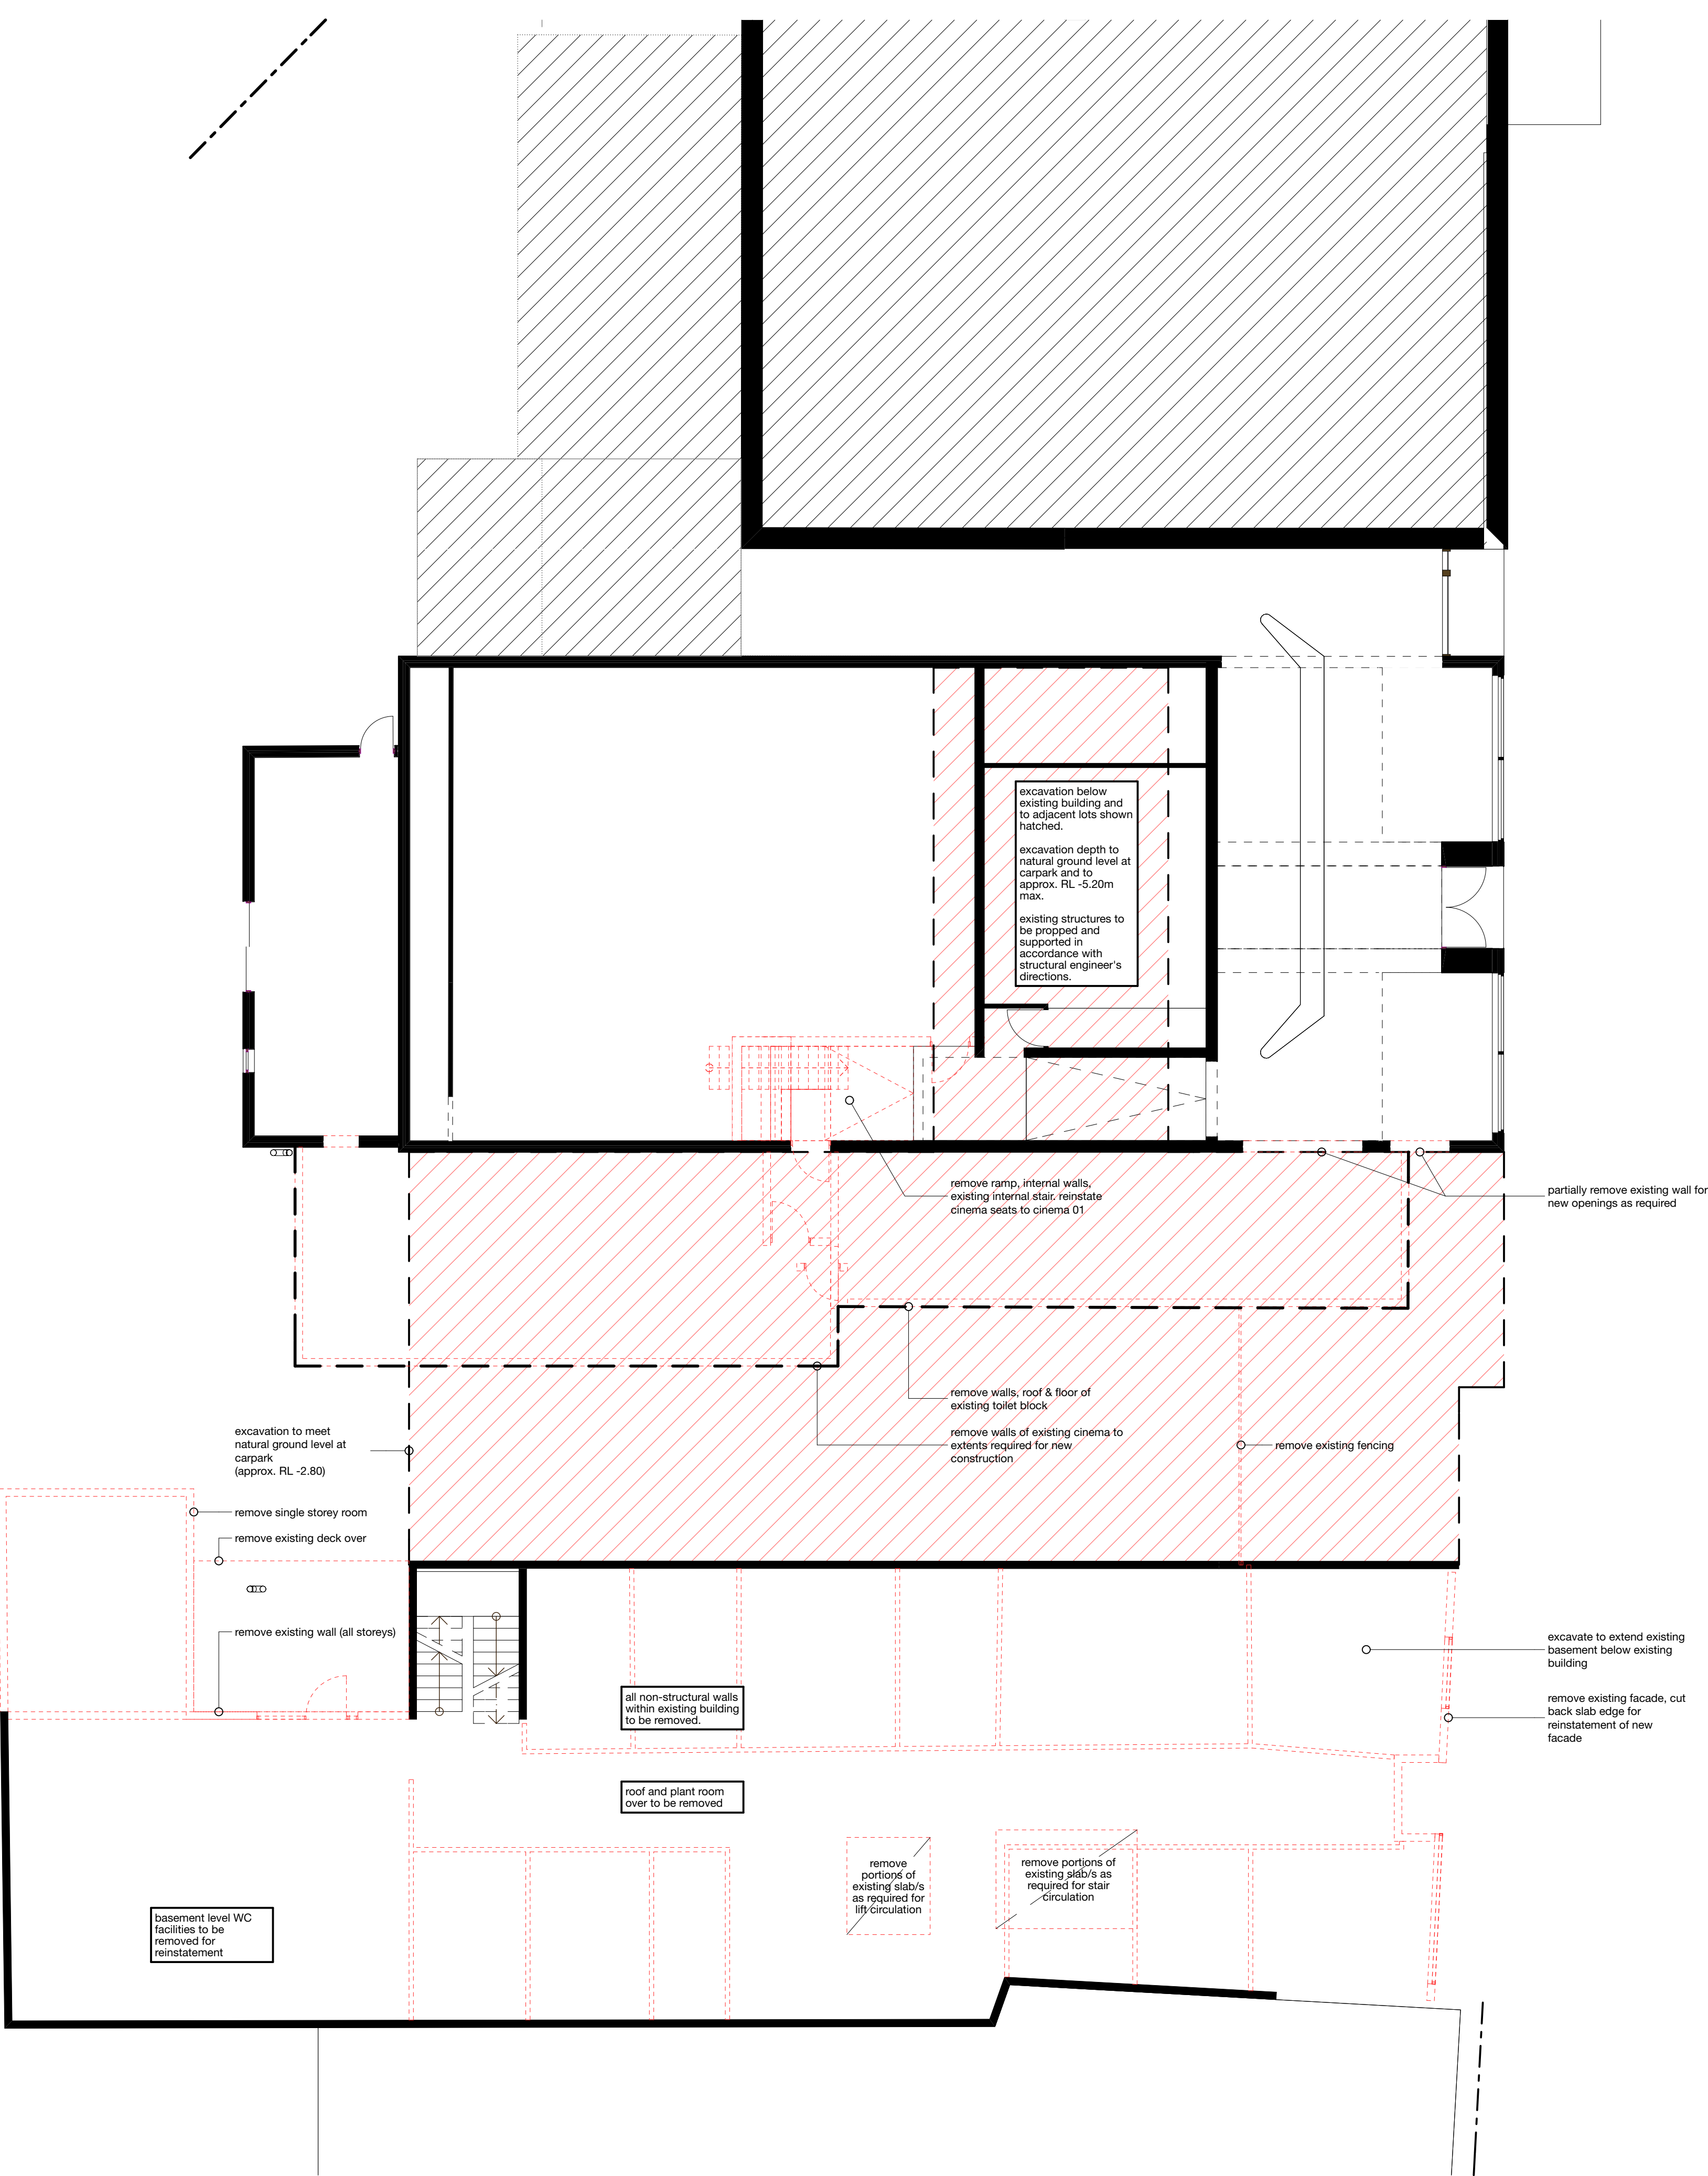 excavation below
existing building and
to adjacent lots shown
hatched.
excavation depth to
natural ground level at
carpark and to
approx. RL -5.20m
max.
existing structures to
be propped and
supported in
accordance with
structural engineer's
directions.
remove ramp, internal walls,
existing internal stair. reinstate
cinema seats to cinema 01
partially remove existing wall for
new openings as required
remove walls, roof & floor of
existing toilet block
remove walls of existing cinema to
extents required for new
construction
remove existing fencing
excavation to meet
natural ground level at
carpark
(approx. RL -2.80)
remove single storey room
remove existing deck over
remove existing wall (all storeys)
excavate to extend existing
basement below existing
building
remove existing facade, cut
back slab edge for
reinstatement of new
facade
all non-structural walls
within existing building
to be removed.
roof and plant room
over to be removed
remove
portions of
existing slab/s
as required for
lift circulation
remove portions of
existing slab/s as
required for stair
circulation
basement level WC
facilities to be
removed for
reinstatement